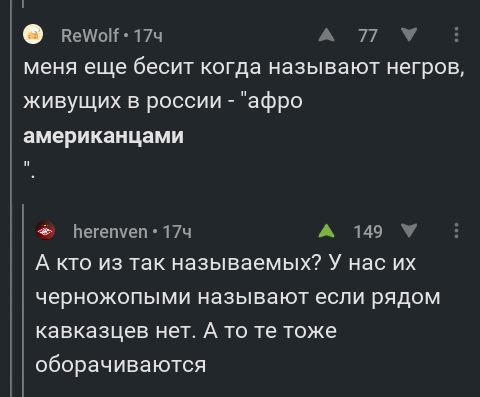 ReWolf • 17ч 77
меня еще бесит когда называют негров,
живущих в россии - "афро
американцами
".
herenven • 17ч 149
А кто из так называемых? У нас их
черножопыми называют если рядом
кавказцев нет. А то те тоже
оборачиваются